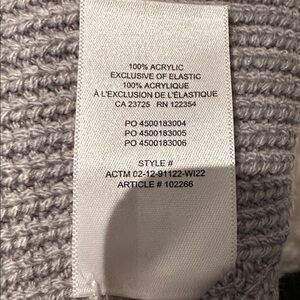 100% ACRYLIC
EXCLUSIVE OF ELASTIC
100% ACRYLIQUE
À L'EXCLUSION DE L'ÉLASTIQUE
CA 23725 RN 122354
PO 4500183004
PO 4500183005
PO 4500183006
STYLE #
ACTM 02-12-91122-WI22
ARTICLE # 102266